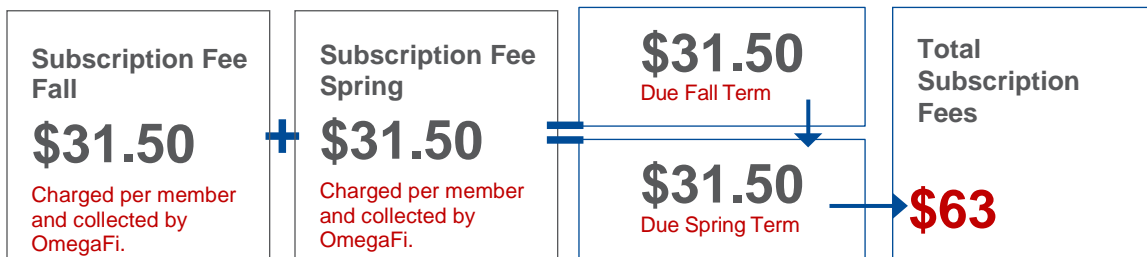 Subscription Fee
Fall
$31.50
Charged per member
and collected by
OmegaFi.
+
Subscription Fee
Spring
$31.50
Charged per member
and collected by
OmegaFi.
=
$31.50
Due Fall Term
$31.50
Due Spring Term
Total
Subscription
Fees
$63